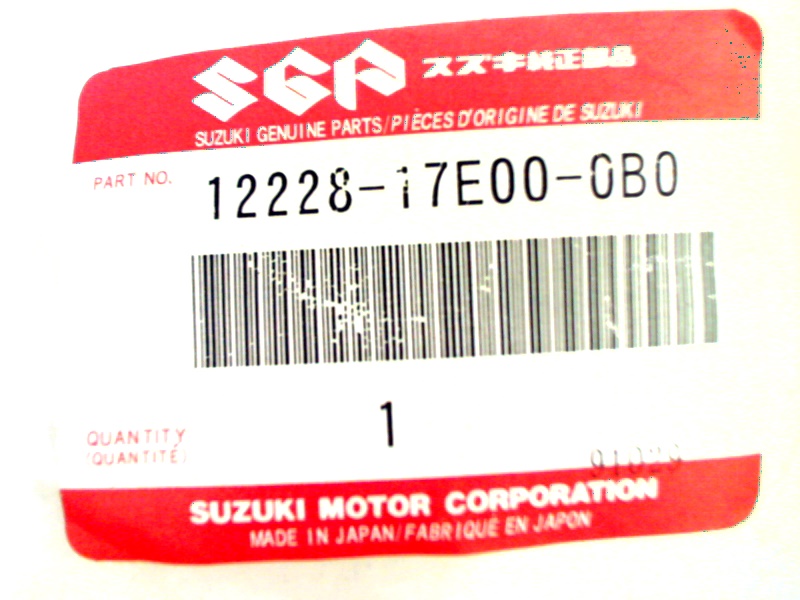 SGP スズキ純正部品
SUZUKI GENUINE PARTS/PIÈCES D'ORIGINE DE SUZUKI
PART NO. 12228-17E00-0B0
1
QUANTITY
(QUANTITÉ)
SUZUKI MOTOR CORPORATION
MADE IN JAPAN/FABRIQUÉ EN JAPON